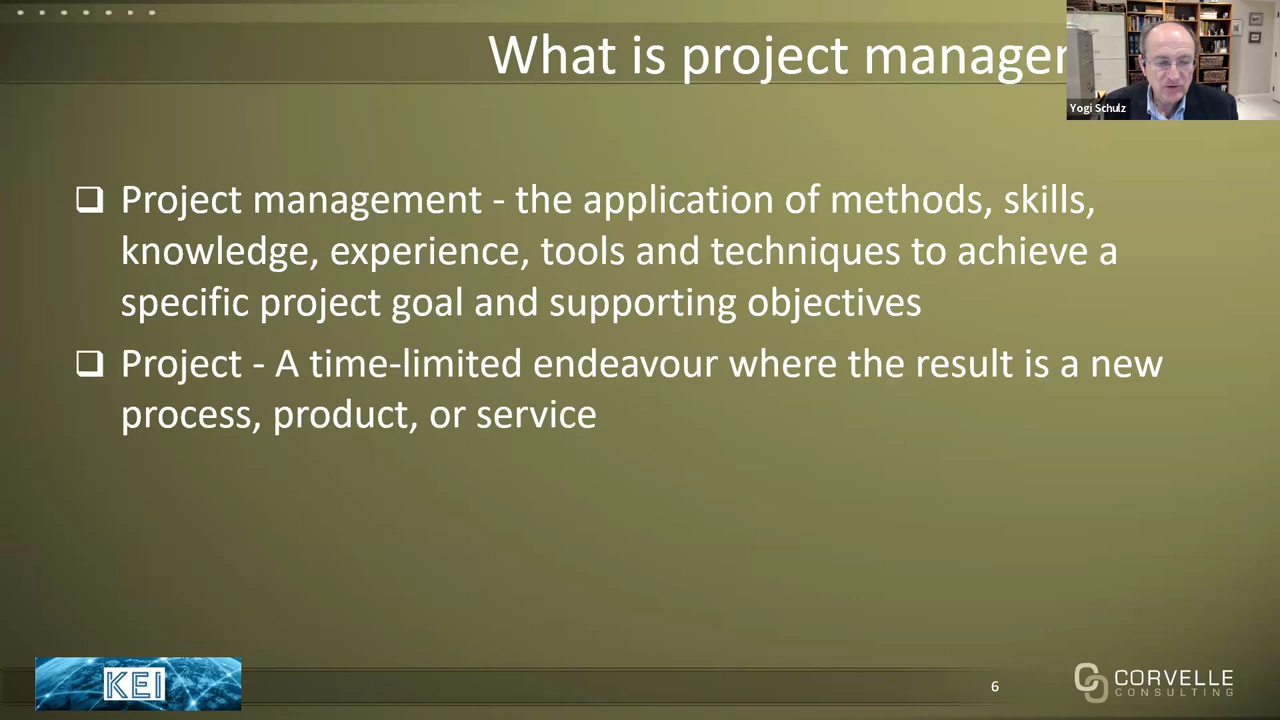 What is project manager
Yogi Schulz
❑ Project management - the application of methods, skills,
knowledge, experience, tools and techniques to achieve a
specific project goal and supporting objectives
❑ Project - A time-limited endeavour where the result is a new
process, product, or service
KEI
6
CORVELLE
CONSULTING